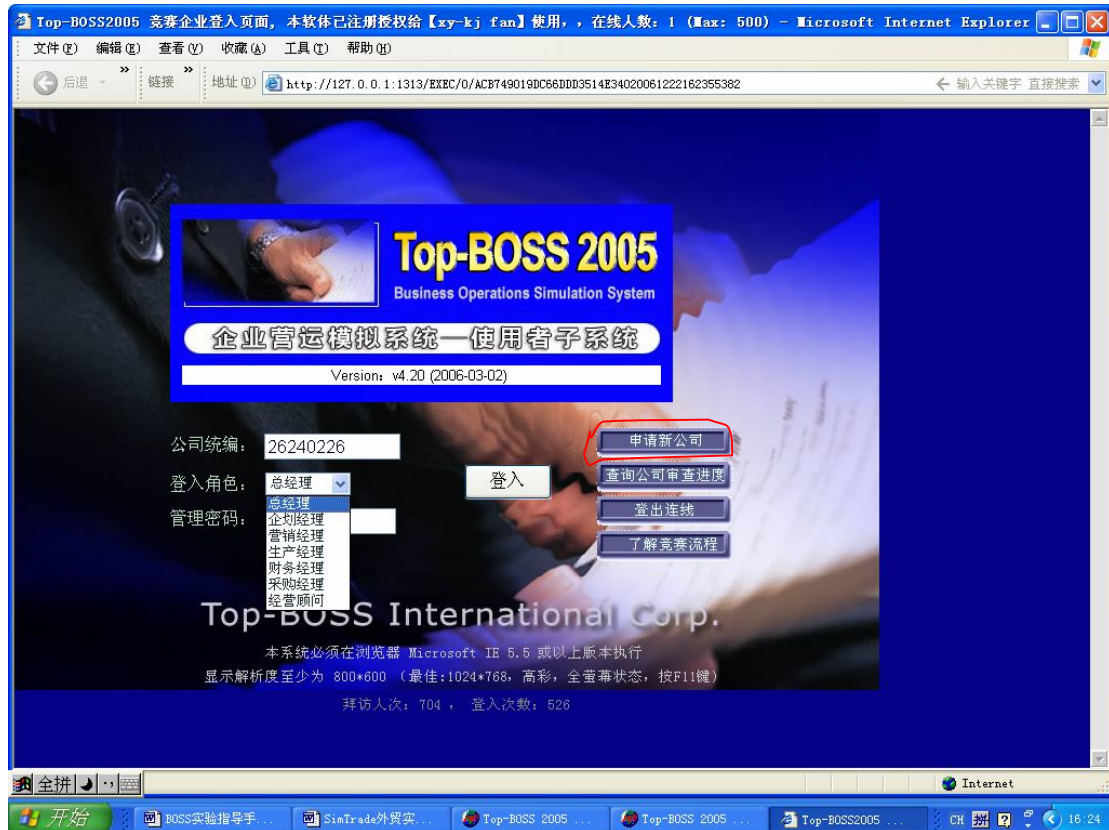 Top-BOSS2005 竞赛企业登入页面, 本软体已注册授权给【xy-kj fan】使用,, 在线人数: 1 (Max: 500) - Microsoft Internet Explorer
文件(F) 编辑(E) 查看(V) 收藏(A) 工具(T) 帮助(H)
后退 » 链接 » 地址(D) http://127.0.0.1:1313/EXEC/0/ACB749019DC66DDD3514E34020061222162355382 输入关键字 直接搜索
Top-BOSS 2005
Business Operations Simulation System
企业营运模拟系统—使用者子系统
Version: v4.20 (2006-03-02)
公司统编: 26240226
申请新公司
登入角色: 总经理
登入
查询公司审查进度
总经理
管理密码:
企划经理
营销经理
登出连线
生产经理
财务经理
了解竞赛流程
采购经理
经营顾问
Top-BOSS International Corp.
本系统必须在浏览器 Microsoft IE 5.5 或以上版本执行
显示解析度至少为 800*600 (最佳:1024*768, 高彩, 全萤幕状态, 按F11键)
拜访人次: 704 , 登入次数: 526
全拼
Internet
开始 BOSS实验指导手... SimTrade外贸实... Top-BOSS 2005 ... Top-BOSS 2005 ... Top-BOSS2005 ... CH 拼 16:24